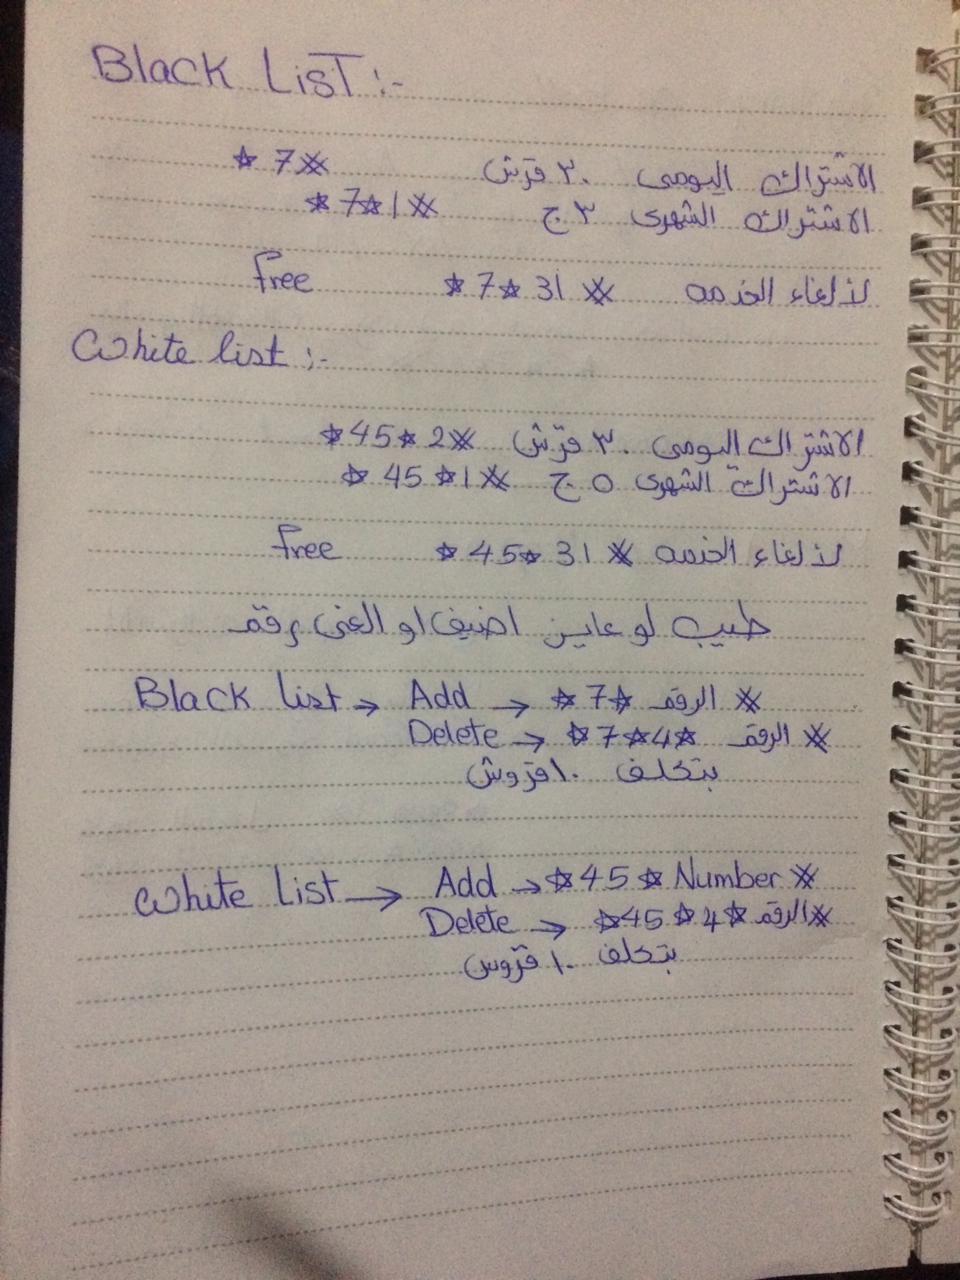 Black List :-
الاشتراك اليومى ٣٠ قرش *7#
الاشتراك الشهرى ٣ ج *7*1#
لألغاء الخدمه *7*31# free
White list :-
الاشتراك اليومى ٣٠ قرش *45*2#
الاشتراك الشهرى ٥ ج *45*1#
لألغاء الخدمه *45*31# free
طيب لو عايز اضيف او الغى رقم
Black list → Add → *7* الرقم #
Delete → *7*4* الرقم #
بتكلف ١٠ قروش
White List → Add → *45* Number #
Delete → *45*4* الرقم #
بتكلف ١٠ قروش